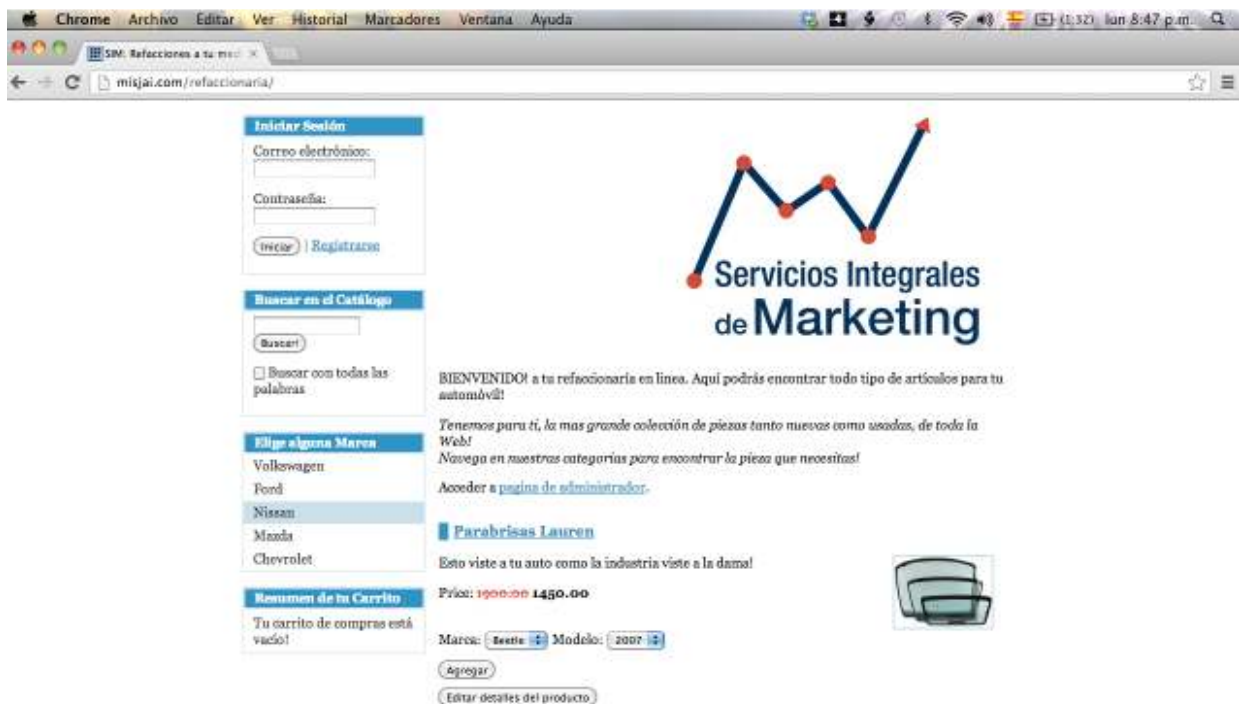 Chrome Archivo Editar Ver Historial Marcadores Ventana Ayuda (1:32) lun 8:47 p.m.
SIM: Refacciones a tu med
misjai.com/refaccionaria/
Iniciar Sesión
Correo electrónico:
Contraseña:
Iniciar | Registrarse
Buscar en el Catálogo
Buscar!
Buscar con todas las
palabras
Elige alguna Marca
Volkswagen
Ford
Nissan
Mazda
Chevrolet
Resumen de tu Carrito
Tu carrito de compras está
vacío!
Servicios Integrales
de Marketing
BIENVENIDO! a tu refaccionaría en linea. Aquí podrás encontrar todo tipo de artículos para tu
automóvil!
Tenemos para ti, la mas grande colección de piezas tanto nuevas como usadas, de toda la
Web!
Navega en nuestras categorias para encontrar la pieza que necesitas!
Acceder a pagina de administrador.
Parabrisas Lauren
Esto viste a tu auto como la industria viste a la dama!
Price: 1900.00 1450.00
Marca: Beetle Modelo: 2007
Agregar
Editar detalles del producto